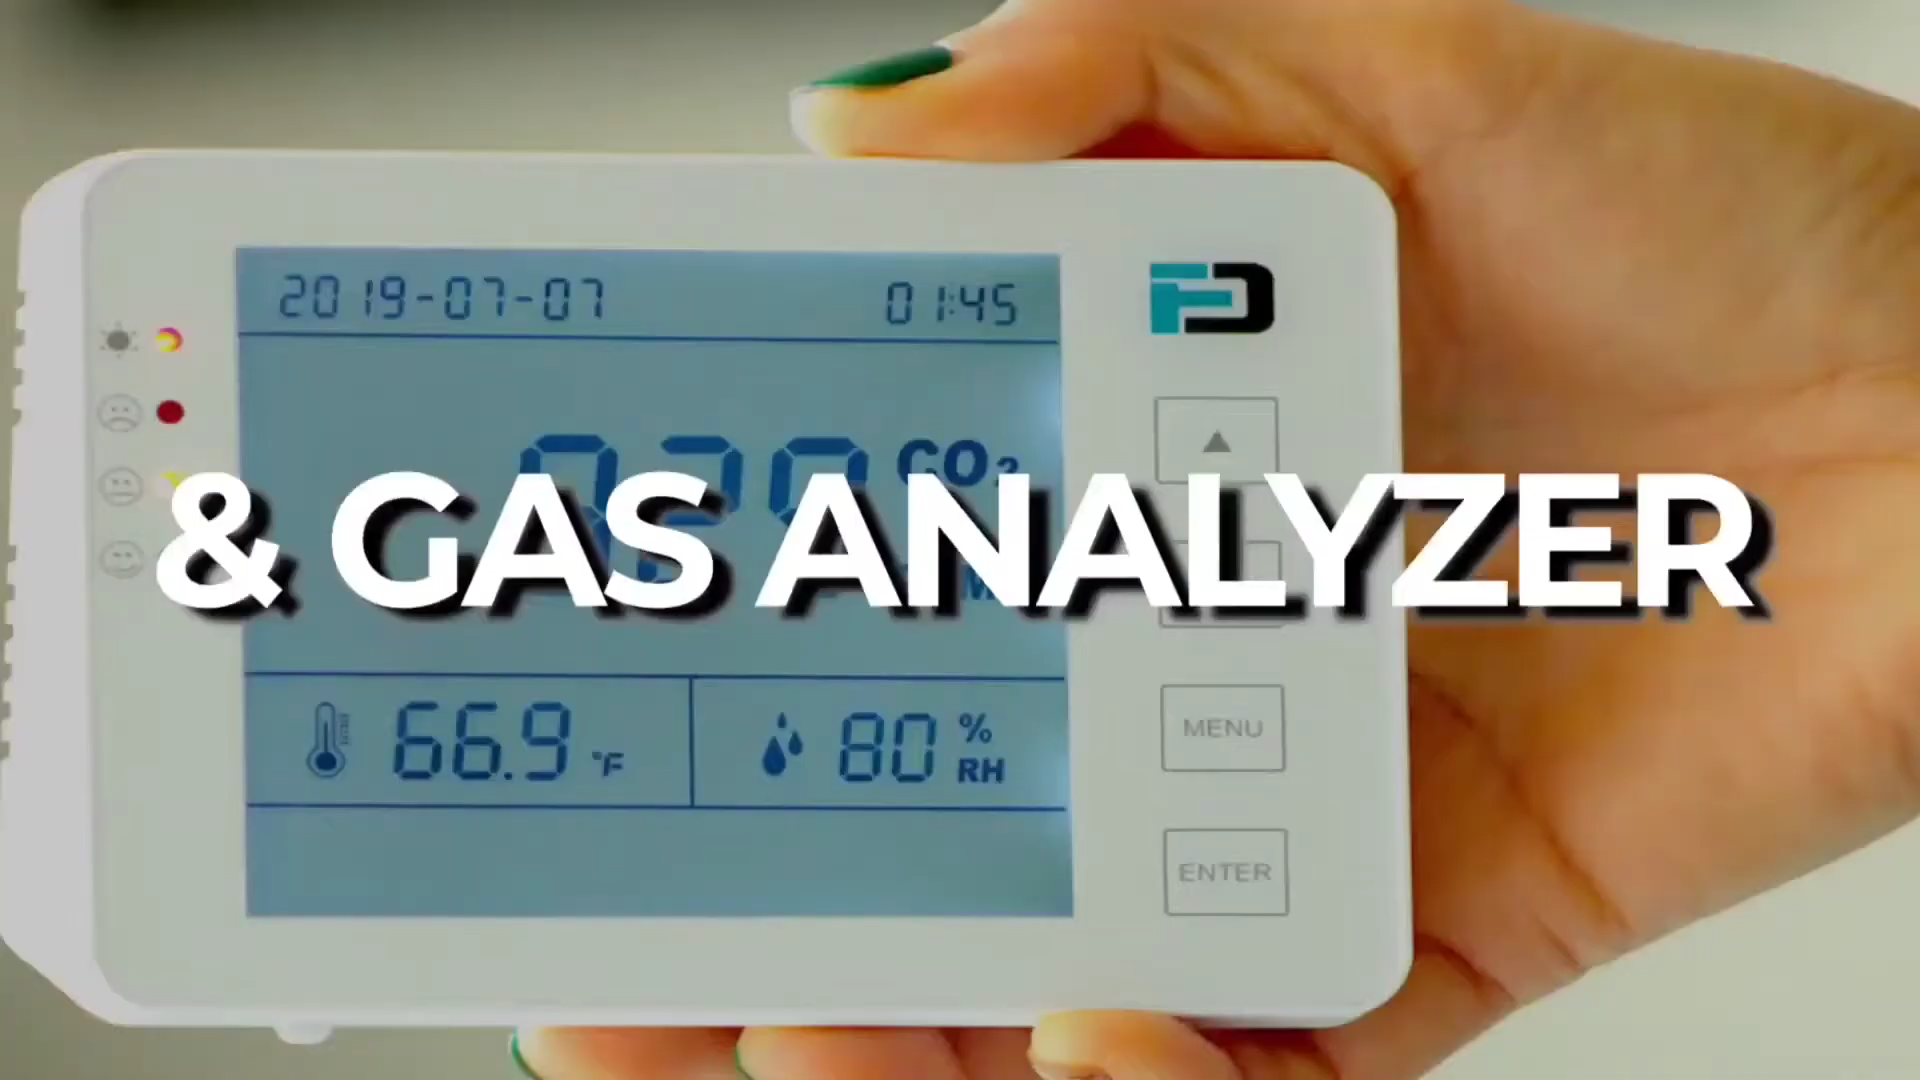 2019-07-07 01:45
CO₂
& GAS ANALYZER
66.9 °F 80 % RH
MENU
ENTER